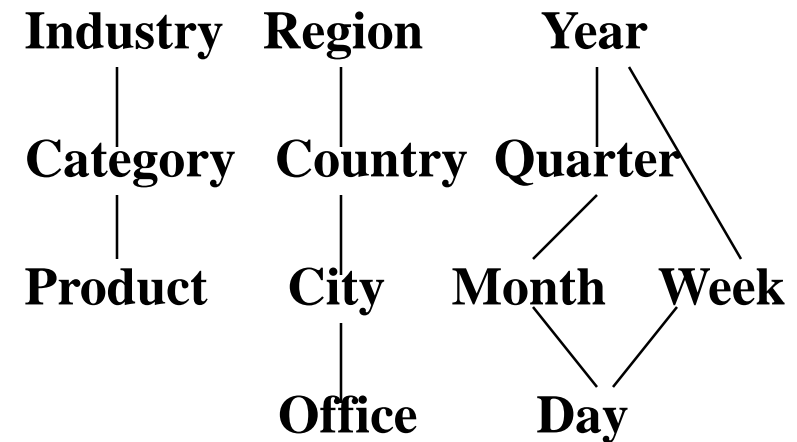 Industry Region Year
Category Country Quarter
Product City Month Week
Office Day